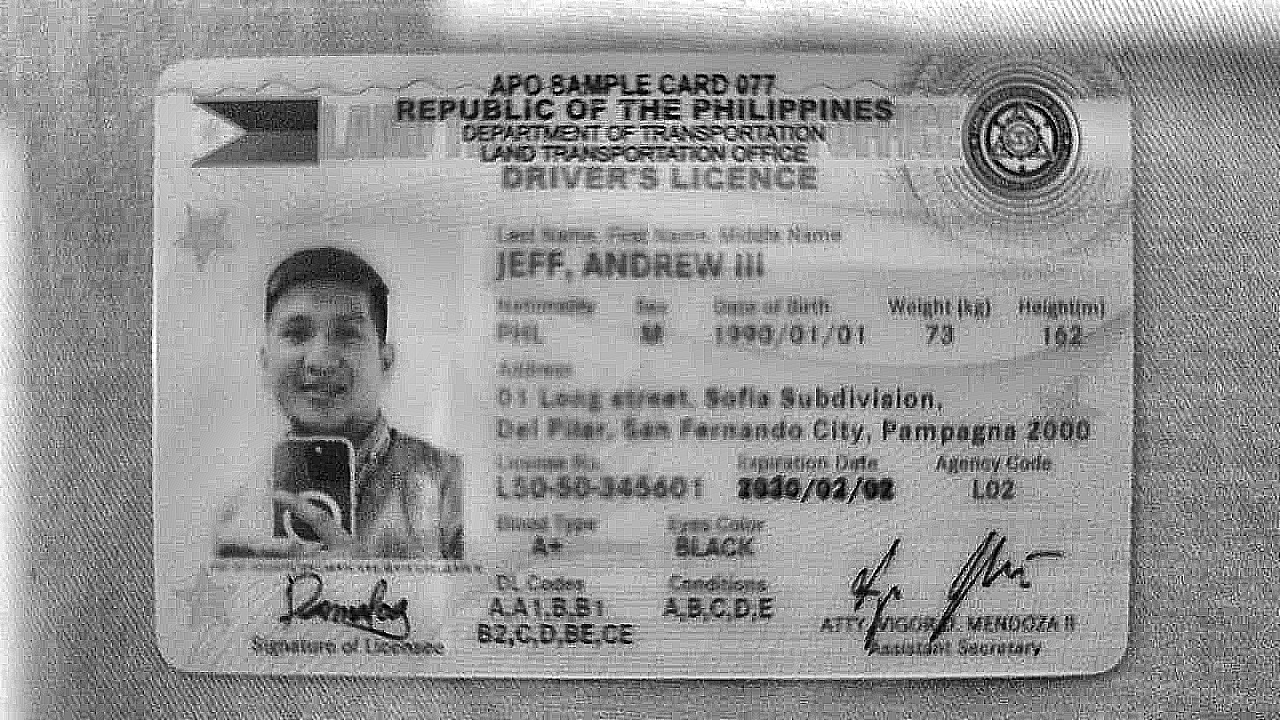 APO SAMPLE CARD 077
REPUBLIC OF THE PHILIPPINES
DEPARTMENT OF TRANSPORTATION
LAND TRANSPORTATION OFFICE
DRIVER'S LICENCE
Last Name, First Name, Middle Name
JEFF, ANDREW III
Nationality Sex Date of Birth Weight (kg) Height(m)
PHL M 1990/01/01 73 162
Address
01 Long street, Sofia Subdivision,
Del Pilar, San Fernando City, Pampagna 2000
License No. Expiration Date Agency Code
L50-50-345601 2030/02/02 L02
Blood Type Eyes Color
A+ BLACK
DL Codes Conditions
A,A1,B,B1 A,B,C,D,E
B2,C,D,BE,CE
ATTY. VIGOR D. MENDOZA II
Assistant Secretary
Signature of Licensee